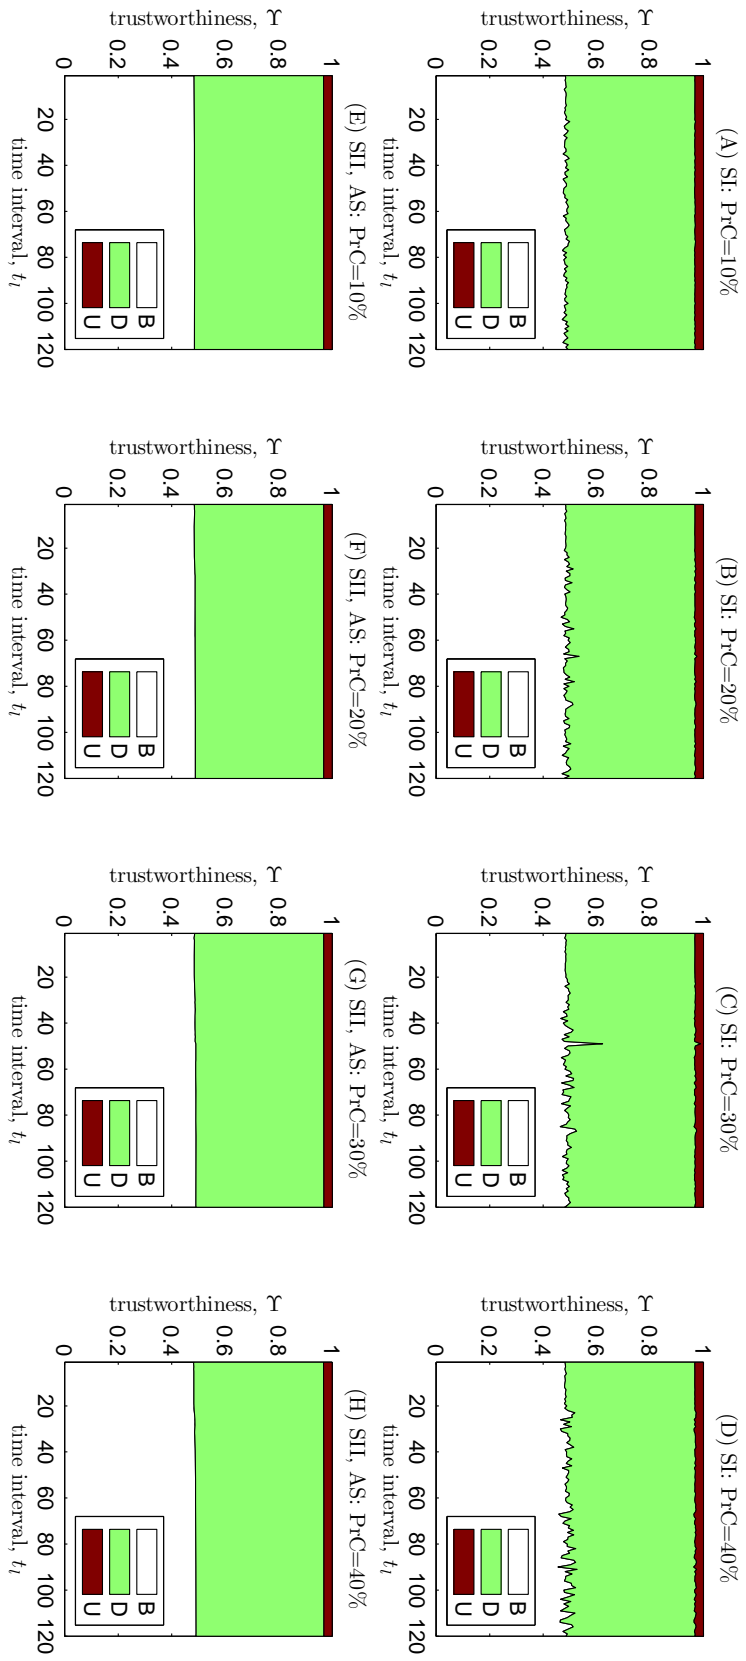 (A) SI: PrC=10%
trustworthiness, ϒ
1
0.8
0.6
0.4
0.2
0
20 40 60 80 100 120
time interval, t_l
B
D
U
(B) SI: PrC=20%
trustworthiness, ϒ
1
0.8
0.6
0.4
0.2
0
20 40 60 80 100 120
time interval, t_l
B
D
U
(C) SI: PrC=30%
trustworthiness, ϒ
1
0.8
0.6
0.4
0.2
0
20 40 60 80 100 120
time interval, t_l
B
D
U
(D) SI: PrC=40%
trustworthiness, ϒ
1
0.8
0.6
0.4
0.2
0
20 40 60 80 100 120
time interval, t_l
B
D
U
(E) SII, AS: PrC=10%
trustworthiness, ϒ
1
0.8
0.6
0.4
0.2
0
20 40 60 80 100 120
time interval, t_l
B
D
U
(F) SII, AS: PrC=20%
trustworthiness, ϒ
1
0.8
0.6
0.4
0.2
0
20 40 60 80 100 120
time interval, t_l
B
D
U
(G) SII, AS: PrC=30%
trustworthiness, ϒ
1
0.8
0.6
0.4
0.2
0
20 40 60 80 100 120
time interval, t_l
B
D
U
(H) SII, AS: PrC=40%
trustworthiness, ϒ
1
0.8
0.6
0.4
0.2
0
20 40 60 80 100 120
time interval, t_l
B
D
U